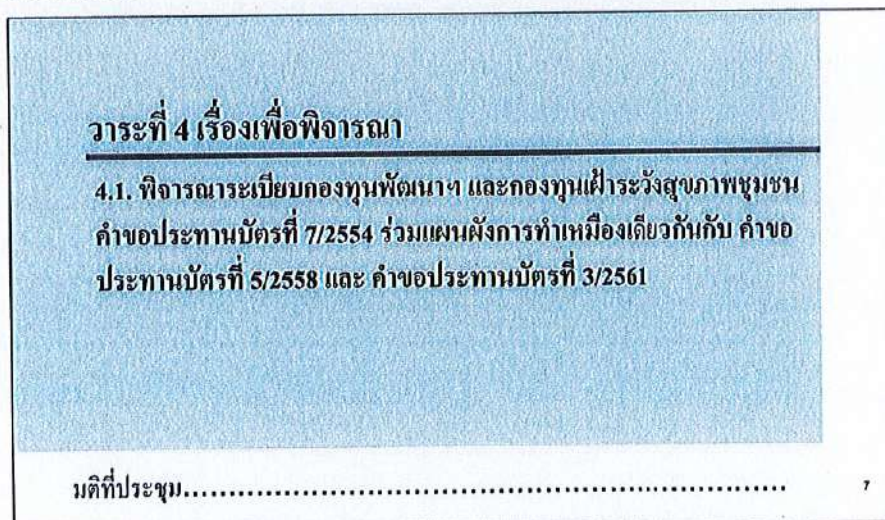 วาระที่ 4 เรื่องเพื่อพิจารณา
4.1. พิจารณาระเบียบกองทุนพัฒนาฯ และกองทุนเฝ้าระวังสุขภาพชุมชน
คำขอประทานบัตรที่ 7/2554 ร่วมแผนผังการทำเหมืองเดียวกันกับ คำขอ
ประทานบัตรที่ 5/2558 และ คำขอประทานบัตรที่ 3/2561
มติที่ประชุม..................................................................
7